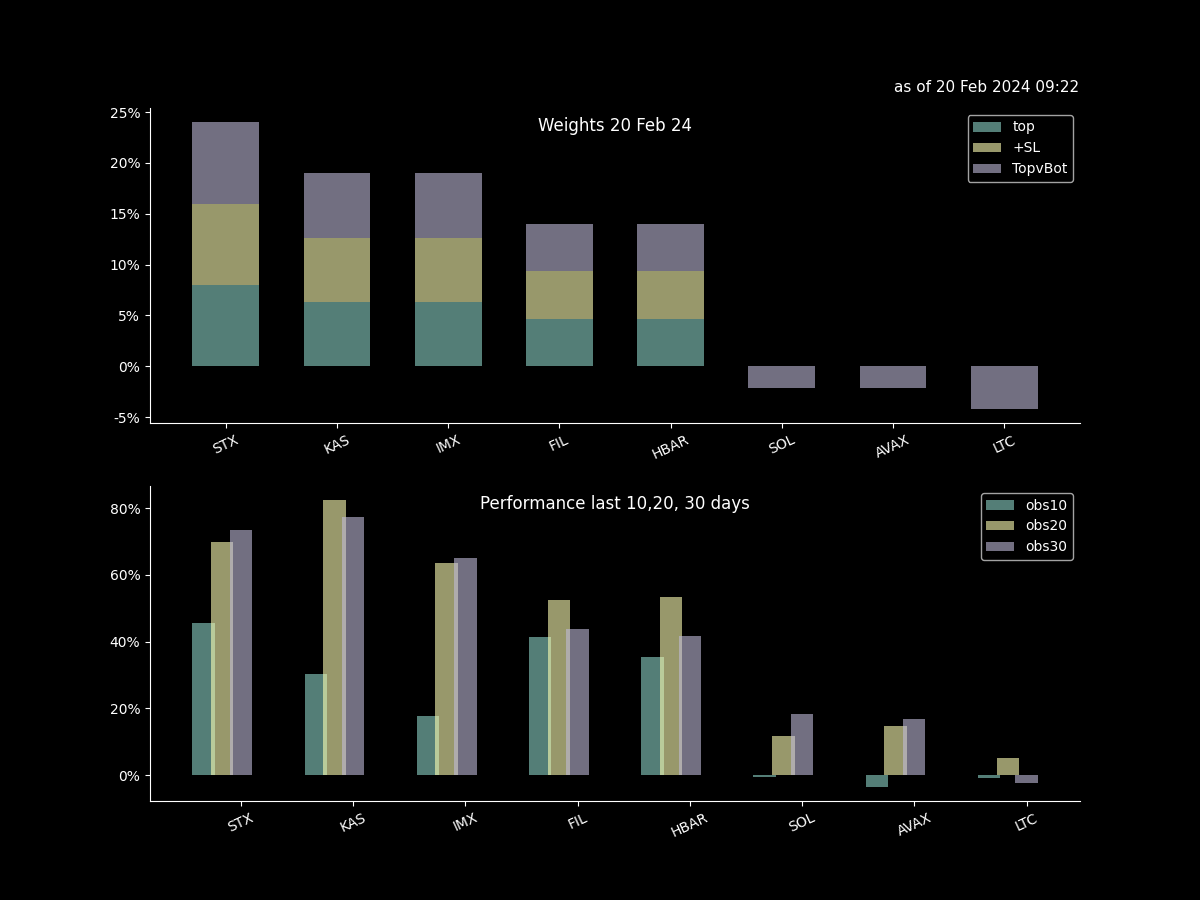 as of 20 Feb 2024 09:22
Weights 20 Feb 24
top
+SL
TopvBot
25%
20%
15%
10%
5%
0%
-5%
STX KAS IMX FIL HBAR SOL AVAX LTC
Performance last 10,20, 30 days
obs10
obs20
obs30
80%
60%
40%
20%
0%
STX KAS IMX FIL HBAR SOL AVAX LTC